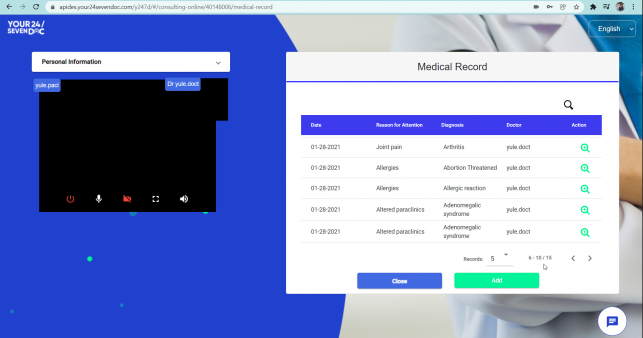 apides.your24sevendoc.com/y247d/#/consulting-online/40148006/medical-record
YOUR 24/
SEVEN DOC
English
Personal Information
yule.paci
Dr yule.doct
Medical Record
Date Reason for Attention Diagnosis Doctor Action
01-28-2021 Joint pain Arthritis yule.doct
01-28-2021 Allergies Abortion Threatened yule.doct
01-28-2021 Allergies Allergic reaction yule.doct
01-28-2021 Altered paraclinics Adenomegalic syndrome yule.doct
01-28-2021 Altered paraclinics Adenomegalic syndrome yule.doct
Records: 5 6 - 10 / 15
Close Add